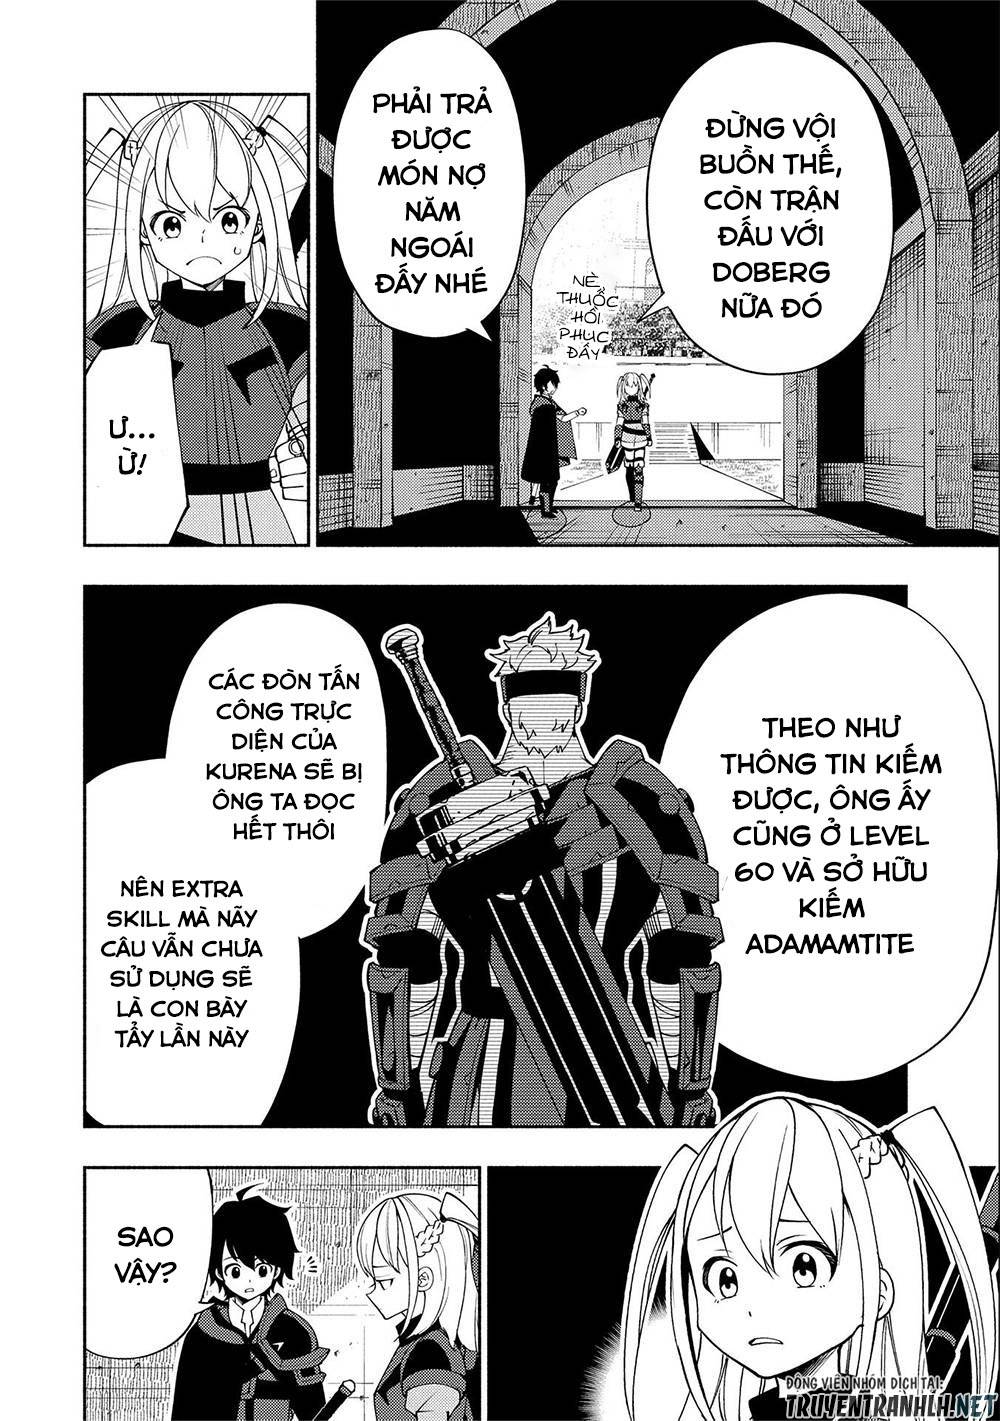 ĐỪNG VỘI
BUỒN THẾ,
CÒN TRẬN
ĐẤU VỚI
DOBERG
NỮA ĐÓ
NÈ
THUỐC
HỒI
PHỤC
ĐẤY
PHẢI TRẢ
ĐƯỢC
MÓN NỢ
NĂM
NGOÁI
ĐẤY NHÉ
Ư...
Ừ!
THEO NHƯ
THÔNG TIN KIẾM
ĐƯỢC, ÔNG ẤY
CŨNG Ở LEVEL
60 VÀ SỞ HỮU
KIẾM
ADAMAMTITE
CÁC ĐÒN TẤN
CÔNG TRỰC
DIỆN CỦA
KURENA SẼ BỊ
ÔNG TA ĐỌC
HẾT THÔI
NÊN EXTRA
SKILL MÀ NÃY
CÂU VẪN CHƯA
SỬ DỤNG SẼ
LÀ CON BÀY
TẨY LẦN NÀY
SAO
VẬY?
ĐỘNG VIÊN NHÓM DỊCH TẠI:
TRUYENTRANHLH.NET